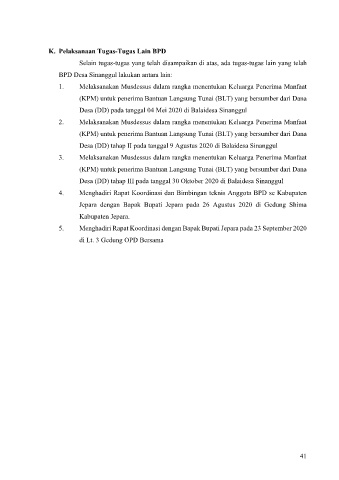 K. Pelaksanaan Tugas-Tugas Lain BPD
Selain tugas-tugas yang telah disampaikan di atas, ada tugas-tugas lain yang telah
BPD Desa Sinanggul lakukan antara lain:
1. Melaksanakan Musdessus dalam rangka menentukan Keluarga Penerima Manfaat
(KPM) untuk penerima Bantuan Langsung Tunai (BLT) yang bersumber dari Dana
Desa (DD) pada tanggal 04 Mei 2020 di Balaidesa Sinanggul
2. Melaksanakan Musdessus dalam rangka menentukan Keluarga Penerima Manfaat
(KPM) untuk penerima Bantuan Langsung Tunai (BLT) yang bersumber dari Dana
Desa (DD) tahap II pada tanggal 9 Agustus 2020 di Balaidesa Sinanggul
3. Melaksanakan Musdessus dalam rangka menentukan Keluarga Penerima Manfaat
(KPM) untuk penerima Bantuan Langsung Tunai (BLT) yang bersumber dari Dana
Desa (DD) tahap III pada tanggal 30 Oktober 2020 di Balaidesa Sinanggul
4. Menghadiri Rapat Koordinasi dan Bimbingan teknis Anggota BPD se Kabupaten
Jepara dengan Bapak Bupati Jepara pada 26 Agustus 2020 di Gedung Shima
Kabupaten Jepara.
5. Menghadiri Rapat Koordinasi dengan Bapak Bupati Jepara pada 23 September 2020
di Lt. 3 Gedung OPD Bersama
41